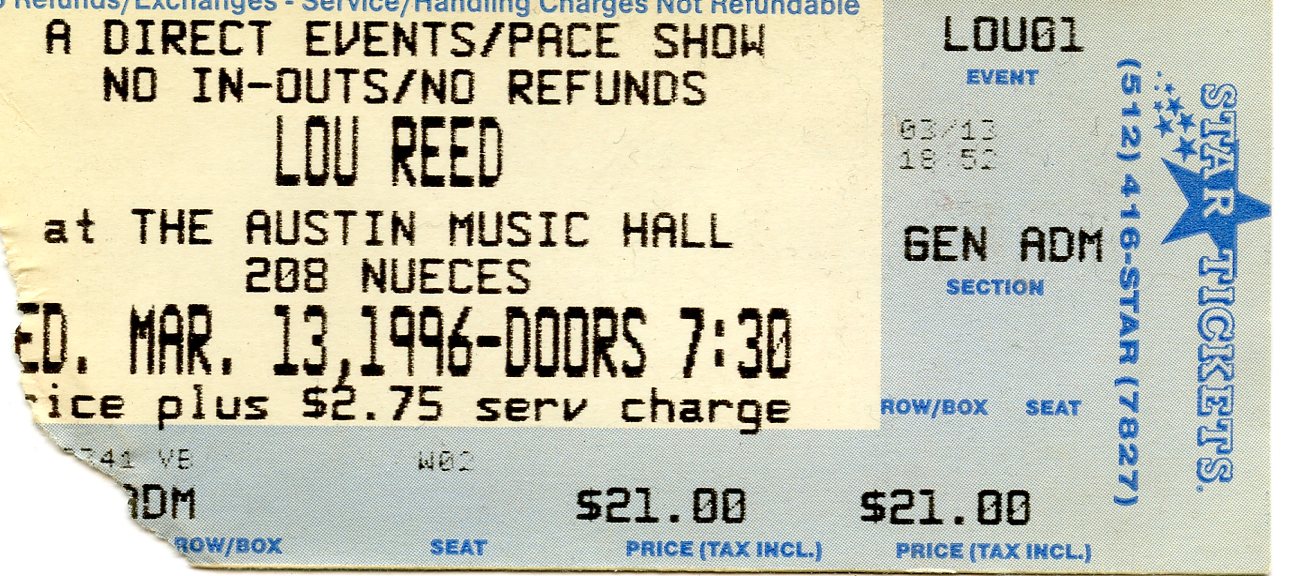 Refunds/Exchanges - Service/Handling Charges Not Refundable
A DIRECT EVENTS/PACE SHOW
NO IN-OUTS/NO REFUNDS
LOU REED
at THE AUSTIN MUSIC HALL
208 NUECES
ED. MAR. 13,1996-DOORS 7:30
rice plus $2.75 serv charge
341 VB W02
ADM $21.00
ROW/BOX SEAT PRICE (TAX INCL.)
LOU01
EVENT
03/13
18:52
GEN ADM
SECTION
ROW/BOX SEAT
$21.00
PRICE (TAX INCL.)
(512) 416-STAR (7827)
STAR TICKETS.